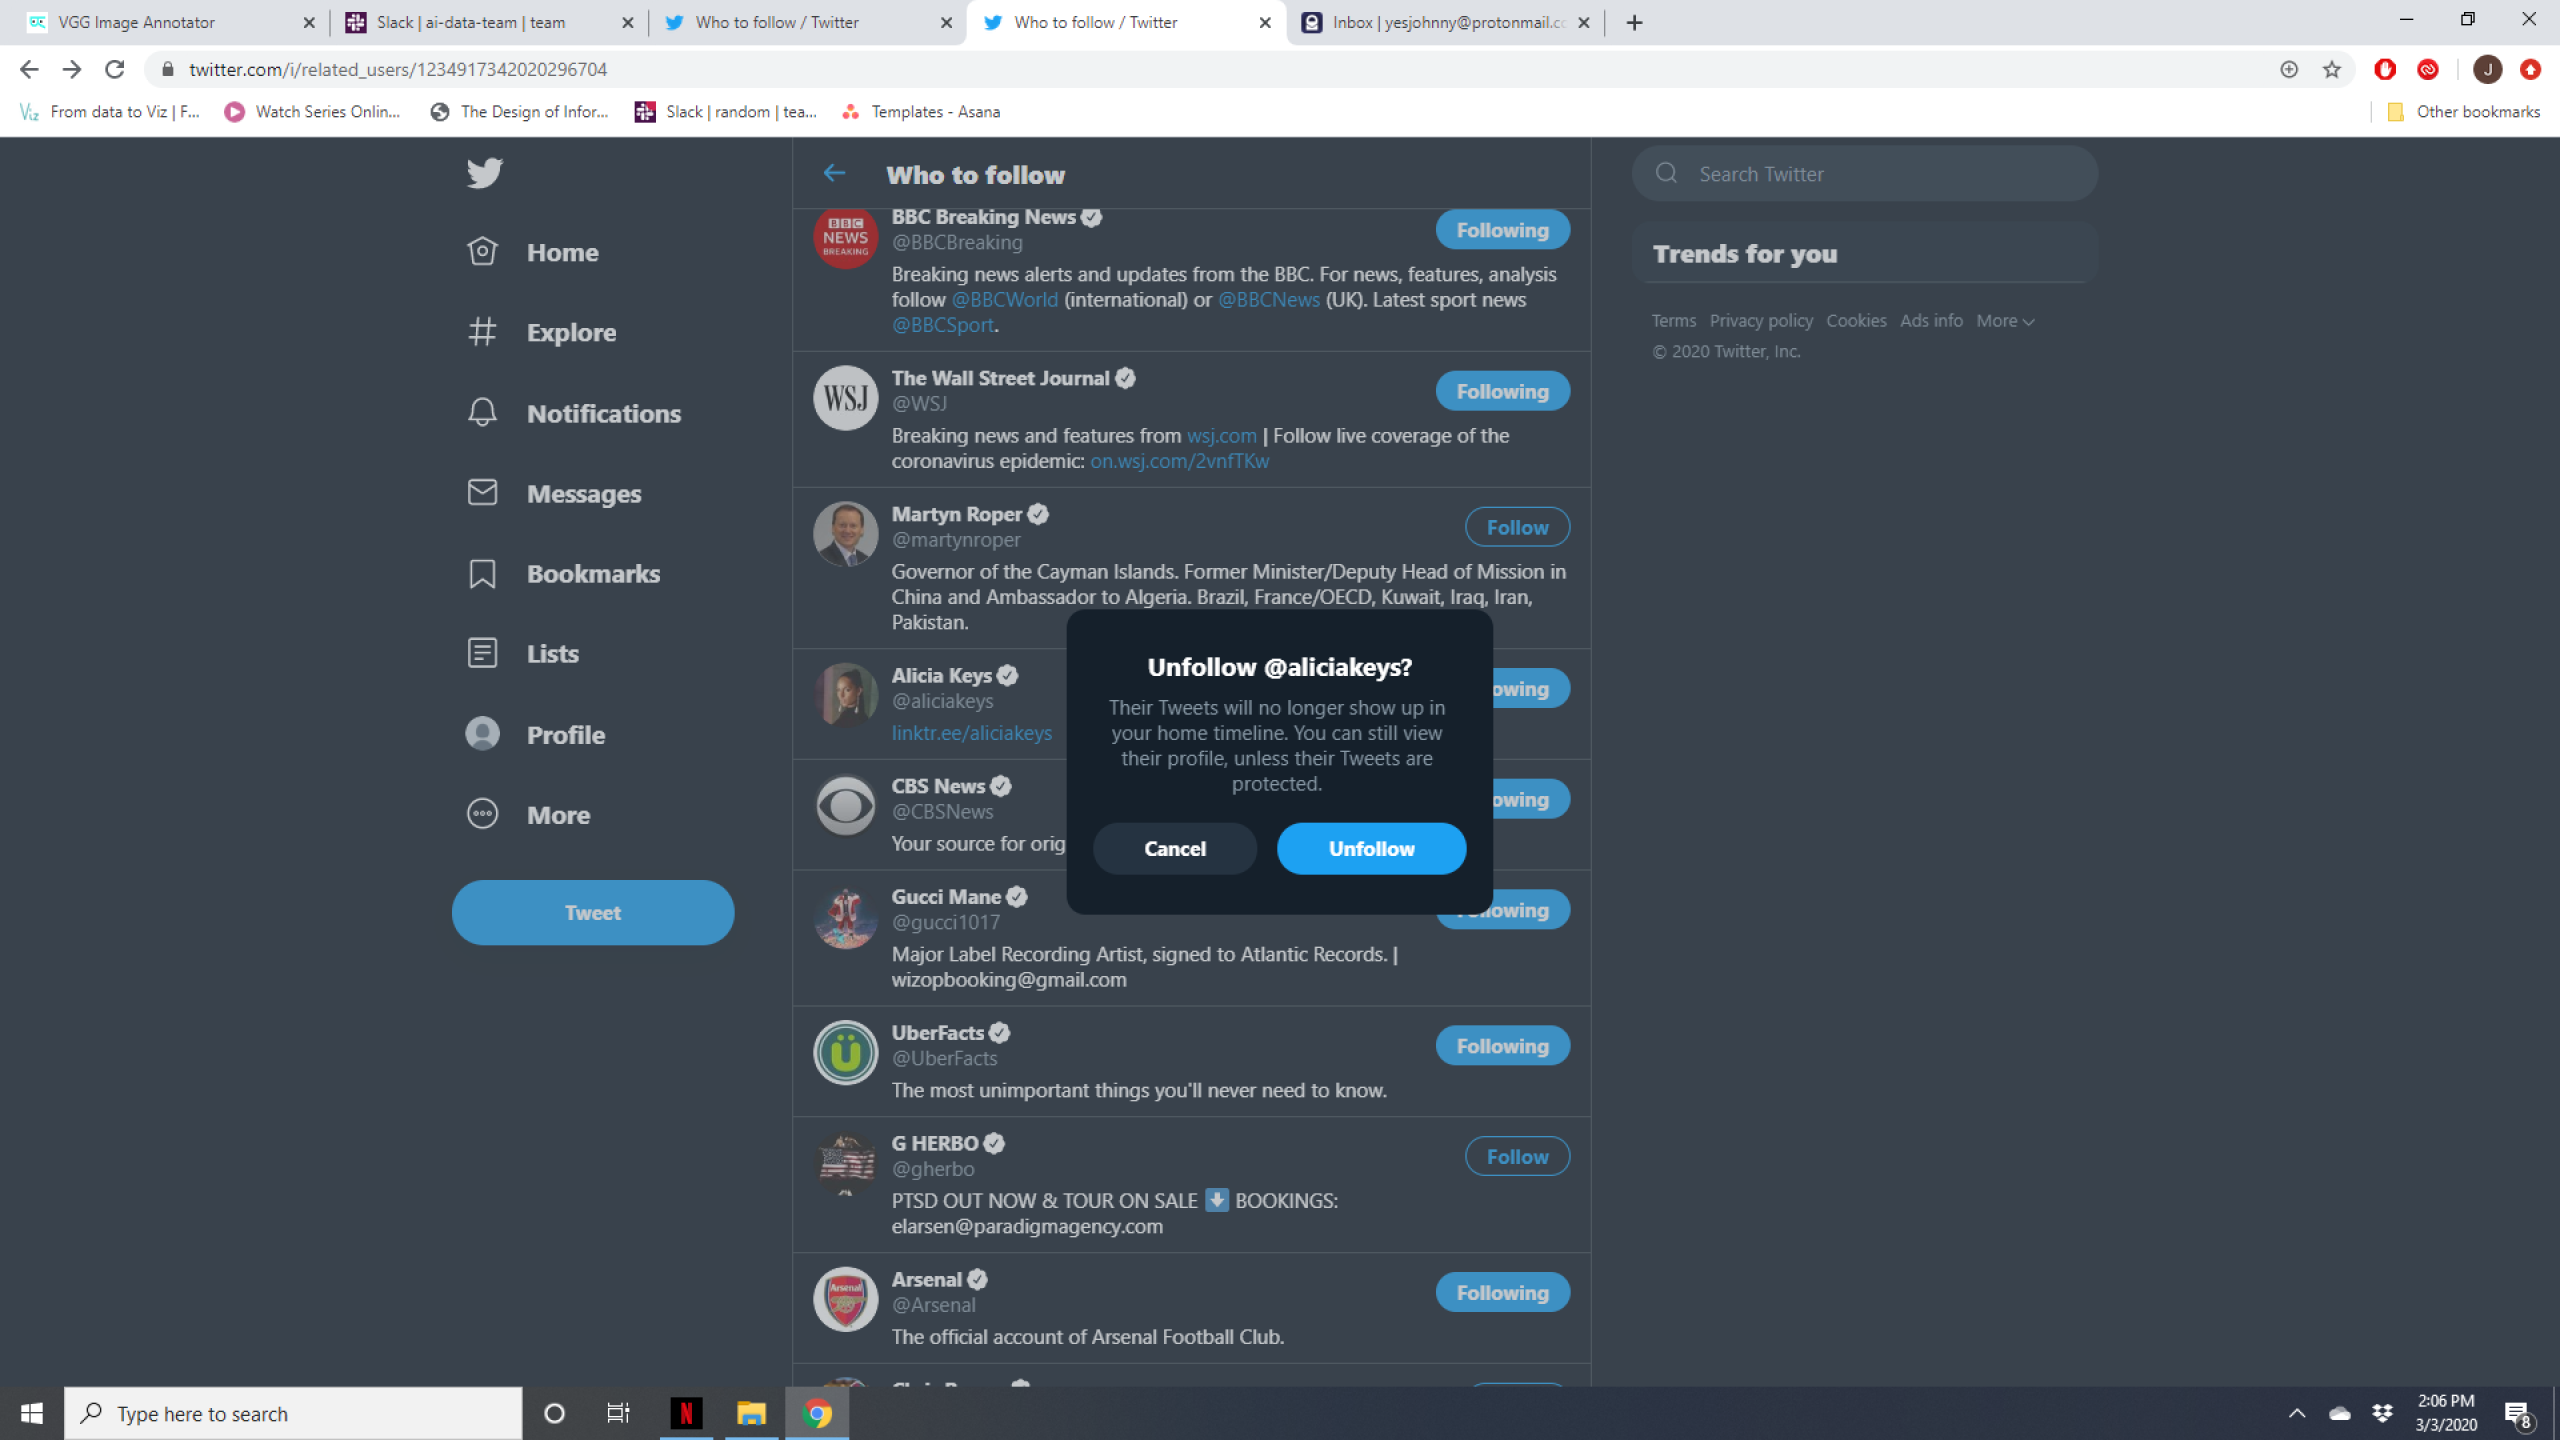 VGG Image Annotator
Slack | ai-data-team | team
Who to follow / Twitter
Who to follow / Twitter
Inbox | yesjohnny@protonmail.cc
twitter.com/i/related_users/1234917342020296704
J
From data to Viz | F...
Watch Series Onlin...
The Design of Infor...
Slack | random | tea...
Templates - Asana
Other bookmarks
Home
Explore
Notifications
Messages
Bookmarks
Lists
Profile
More
Tweet
Who to follow
BBC NEWS BREAKING
BBC Breaking News
@BBCBreaking
Following
Breaking news alerts and updates from the BBC. For news, features, analysis
follow @BBCWorld (international) or @BBCNews (UK). Latest sport news
@BBCSport.
WSJ
The Wall Street Journal
@WSJ
Following
Breaking news and features from wsj.com | Follow live coverage of the
coronavirus epidemic: on.wsj.com/2vnfTKw
Martyn Roper
@martynroper
Follow
Governor of the Cayman Islands. Former Minister/Deputy Head of Mission in
China and Ambassador to Algeria. Brazil, France/OECD, Kuwait, Iraq, Iran,
Pakistan.
Alicia Keys
@aliciakeys
linktr.ee/aliciakeys
owing
CBS News
@CBSNews
Your source for orig
owing
Unfollow @aliciakeys?
Their Tweets will no longer show up in
your home timeline. You can still view
their profile, unless their Tweets are
protected.
Cancel
Unfollow
Gucci Mane
@gucci1017
owing
Major Label Recording Artist, signed to Atlantic Records. |
wizopbooking@gmail.com
UberFacts
@UberFacts
Following
The most unimportant things you'll never need to know.
G HERBO
@gherbo
Follow
PTSD OUT NOW & TOUR ON SALE ⬇ BOOKINGS:
elarsen@paradigmagency.com
Arsenal
Arsenal
@Arsenal
Following
The official account of Arsenal Football Club.
Search Twitter
Trends for you
Terms Privacy policy Cookies Ads info More
© 2020 Twitter, Inc.
Type here to search
2:06 PM
3/3/2020
8